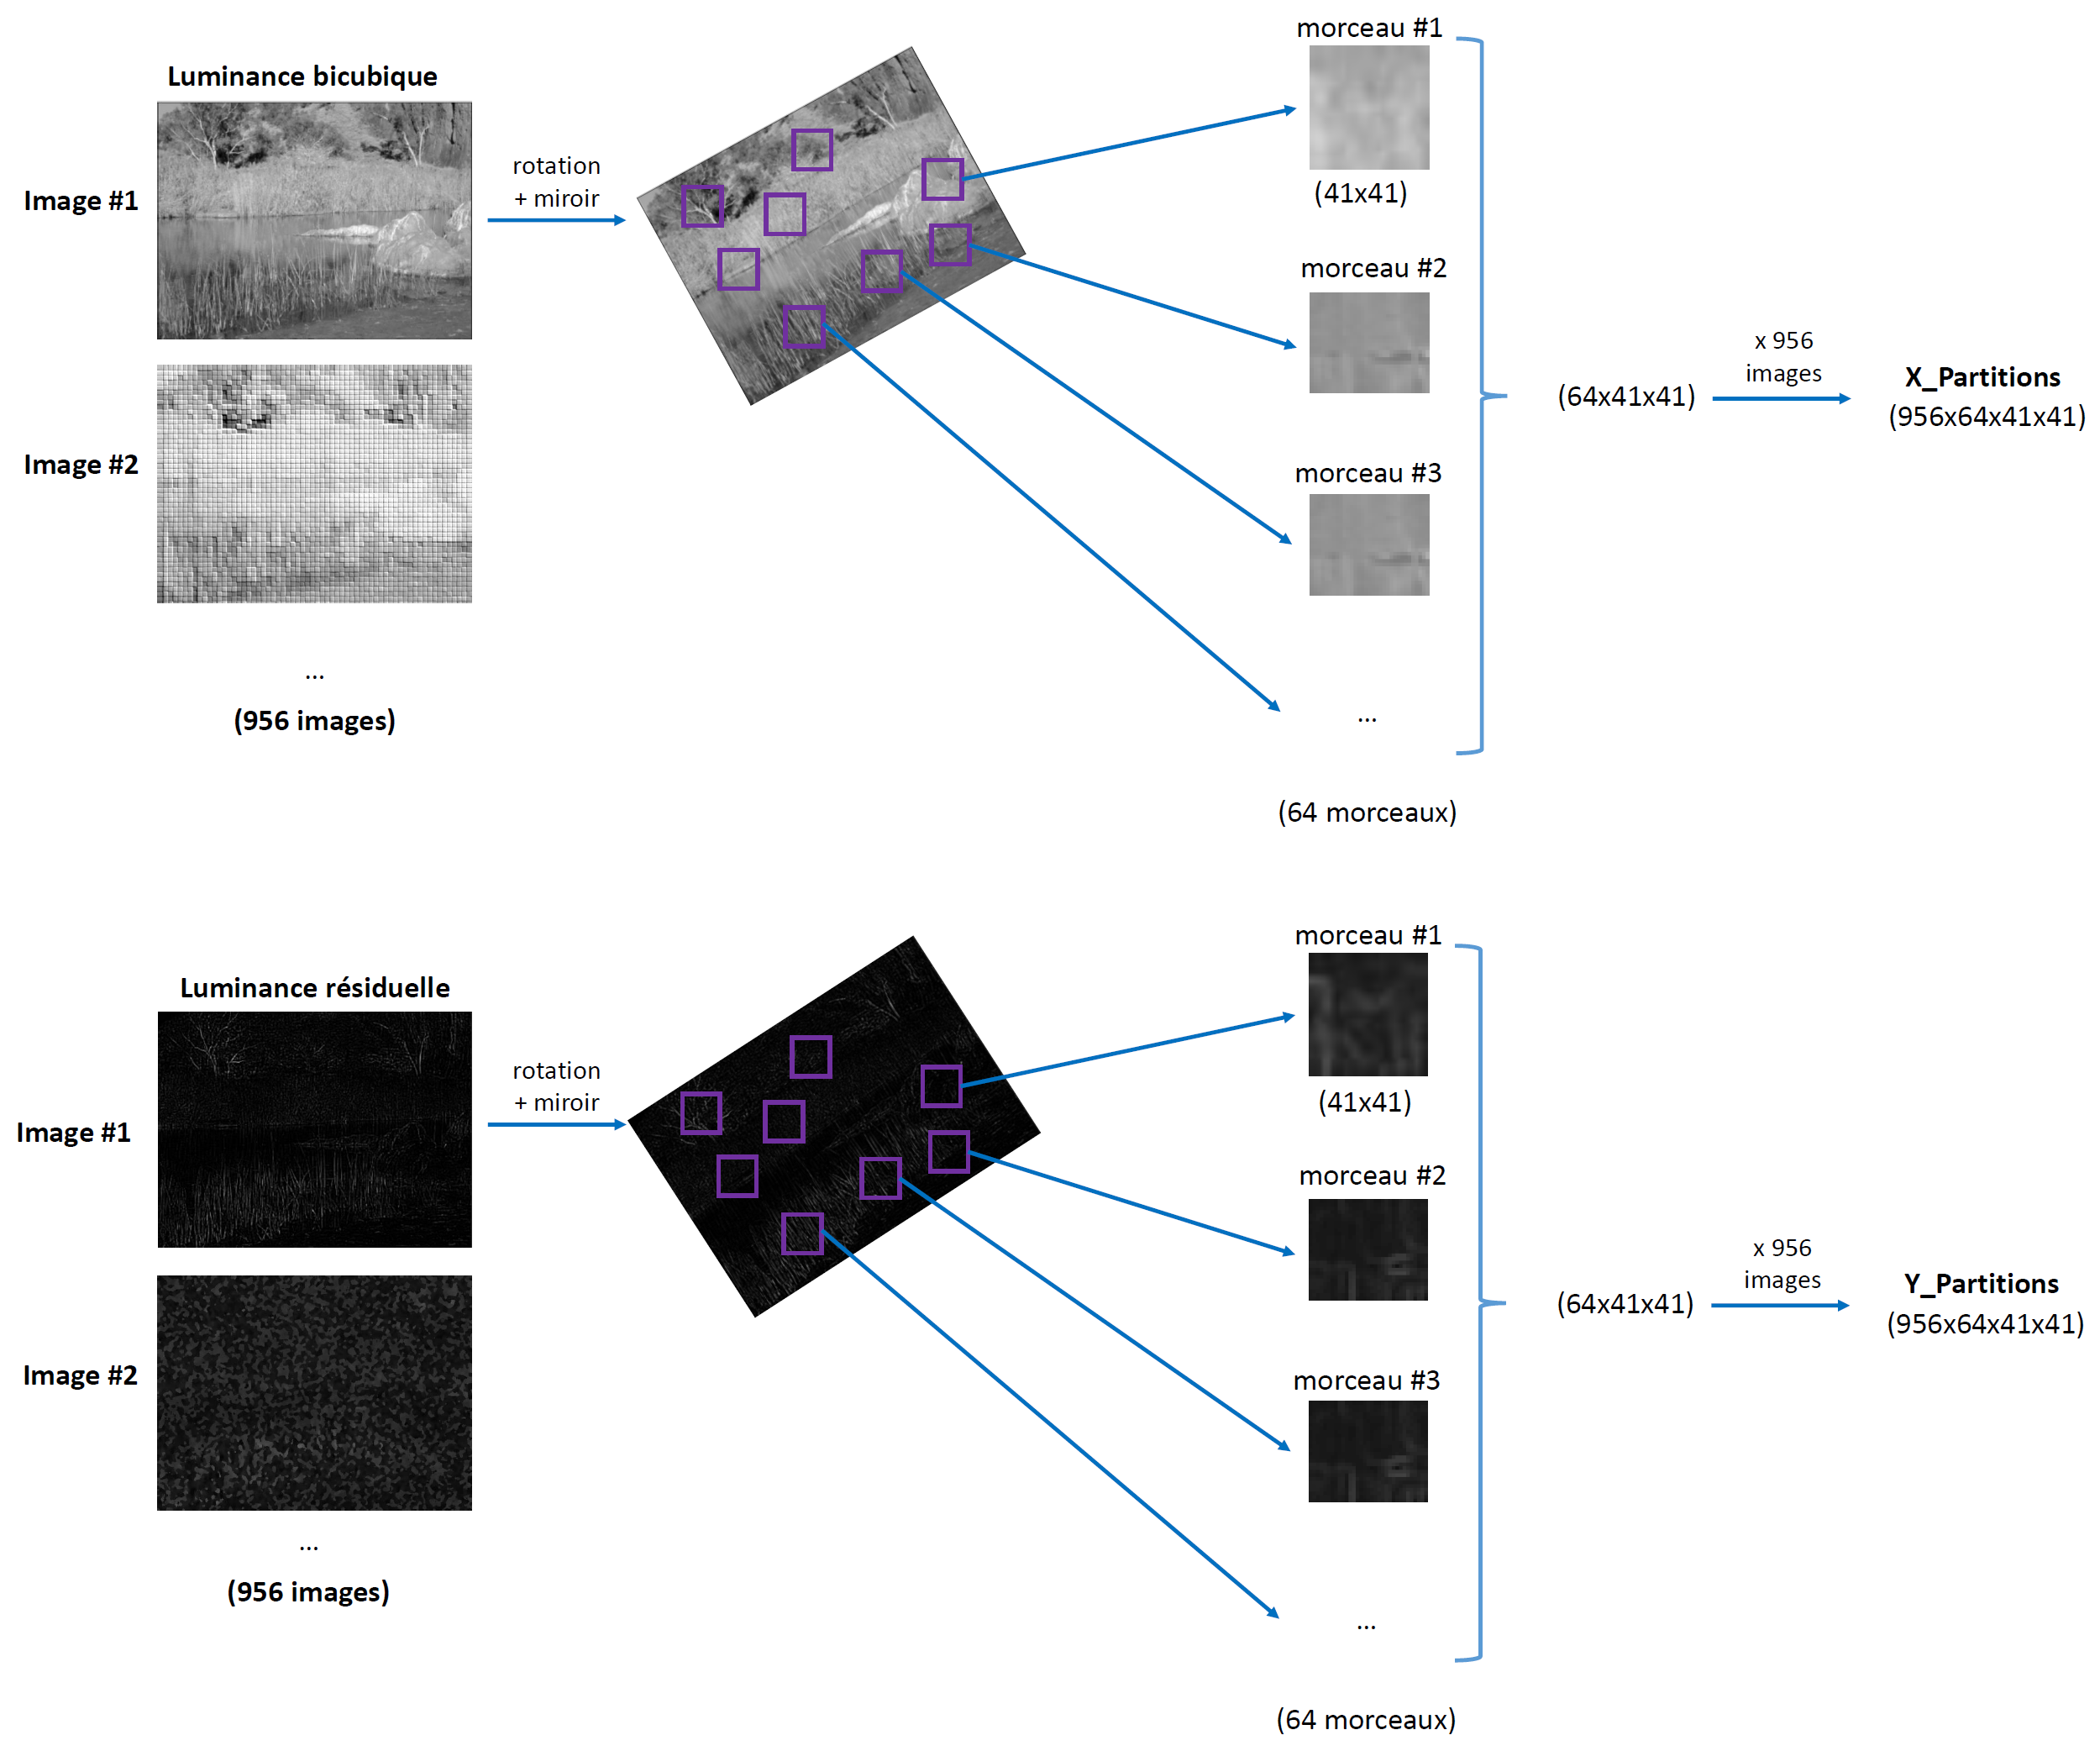 Luminance bicubique
Image #1
rotation
+ miroir
Image #2
...
(956 images)
morceau #1
(41x41)
morceau #2
morceau #3
...
(64 morceaux)
(64x41x41)
x 956
images
X_Partitions
(956x64x41x41)
Luminance résiduelle
Image #1
rotation
+ miroir
Image #2
...
(956 images)
morceau #1
(41x41)
morceau #2
morceau #3
...
(64 morceaux)
(64x41x41)
x 956
images
Y_Partitions
(956x64x41x41)